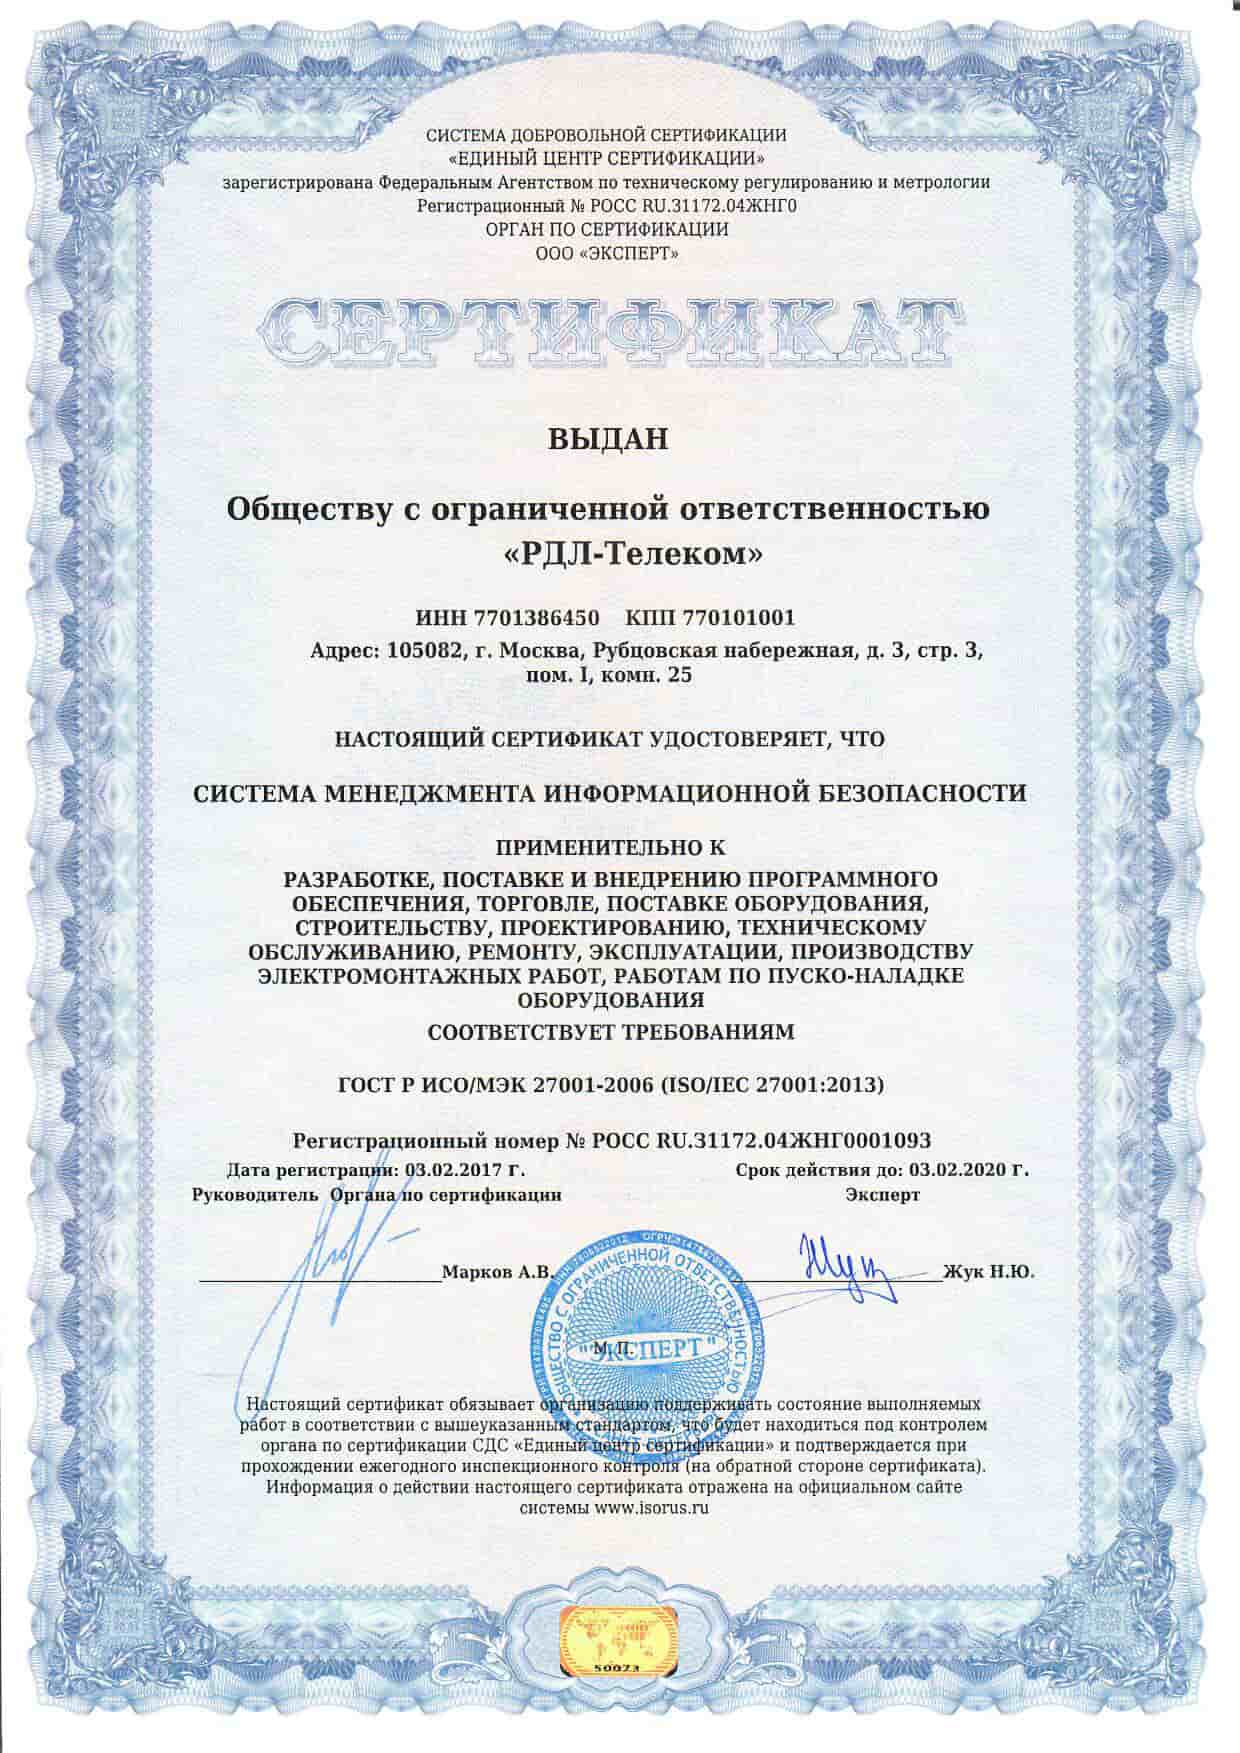 СИСТЕМА ДОБРОВОЛЬНОЙ СЕРТИФИКАЦИИ
«ЕДИНЫЙ ЦЕНТР СЕРТИФИКАЦИИ»
зарегистрирована Федеральным Агентством по техническому регулированию и метрологии
Регистрационный № РОСС RU.31172.04ЖНГ0
ОРГАН ПО СЕРТИФИКАЦИИ
ООО «ЭКСПЕРТ»
СЕРТИФИКАТ
ВЫДАН
Обществу с ограниченной ответственностью
«РДЛ-Телеком»
ИНН 7701386450 КПП 770101001
Адрес: 105082, г. Москва, Рубцовская набережная, д. 3, стр. 3,
пом. I, комн. 25
НАСТОЯЩИЙ СЕРТИФИКАТ УДОСТОВЕРЯЕТ, ЧТО
СИСТЕМА МЕНЕДЖМЕНТА ИНФОРМАЦИОННОЙ БЕЗОПАСНОСТИ
ПРИМЕНИТЕЛЬНО К
РАЗРАБОТКЕ, ПОСТАВКЕ И ВНЕДРЕНИЮ ПРОГРАММНОГО
ОБЕСПЕЧЕНИЯ, ТОРГОВЛЕ, ПОСТАВКЕ ОБОРУДОВАНИЯ,
СТРОИТЕЛЬСТВУ, ПРОЕКТИРОВАНИЮ, ТЕХНИЧЕСКОМУ
ОБСЛУЖИВАНИЮ, РЕМОНТУ, ЭКСПЛУАТАЦИИ, ПРОИЗВОДСТВУ
ЭЛЕКТРОМОНТАЖНЫХ РАБОТ, РАБОТАМ ПО ПУСКО-НАЛАДКЕ
ОБОРУДОВАНИЯ
СООТВЕТСТВУЕТ ТРЕБОВАНИЯМ
ГОСТ Р ИСО/МЭК 27001-2006 (ISO/IEC 27001:2013)
Регистрационный номер № РОСС RU.31172.04ЖНГ0001093
Дата регистрации: 03.02.2017 г. Срок действия до: 03.02.2020 г.
Руководитель Органа по сертификации Эксперт
Марков А.В. Жук Н.Ю.
ОБЩЕСТВО С ОГРАНИЧЕННОЙ ОТВЕТСТВЕННОСТЬЮ
"ЭКСПЕРТ"
М.П.
Настоящий сертификат обязывает организацию поддерживать состояние выполняемых
работ в соответствии с вышеуказанным стандартом, что будет находиться под контролем
органа по сертификации СДС «Единый центр сертификации» и подтверждается при
прохождении ежегодного инспекционного контроля (на обратной стороне сертификата).
Информация о действии настоящего сертификата отражена на официальном сайте
системы www.isorus.ru
50073